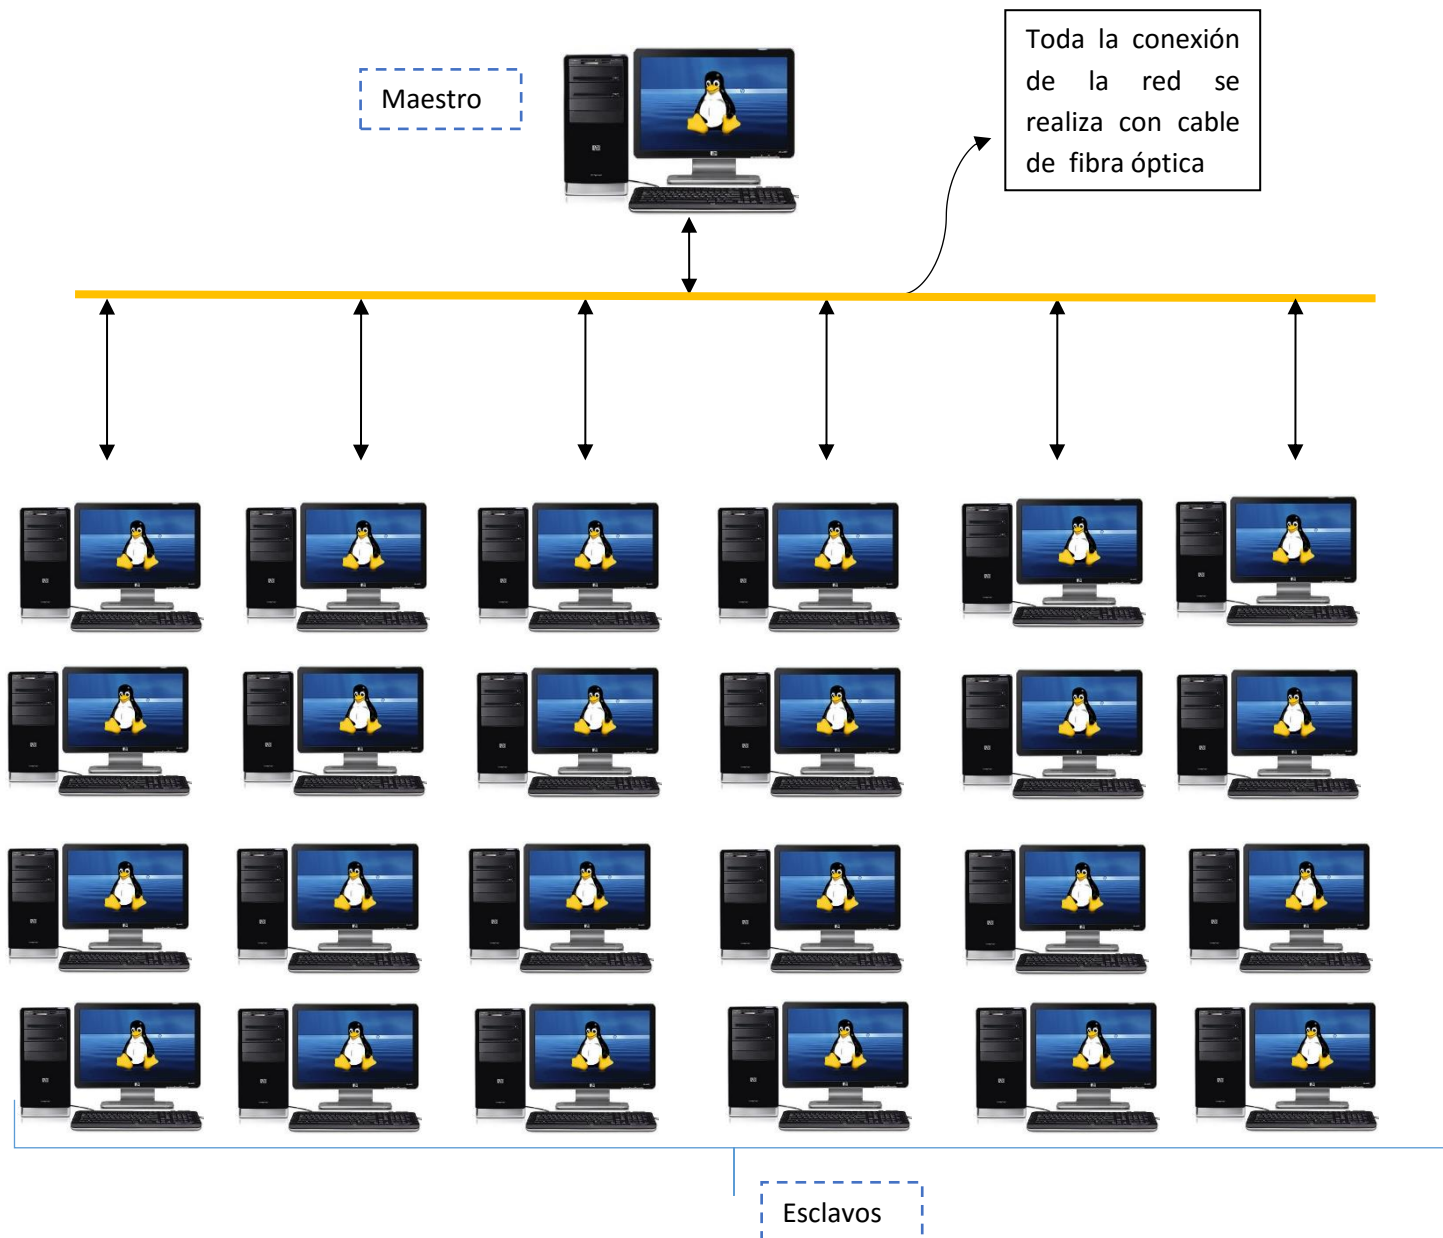 Maestro
Toda la conexión
de la red se
realiza con cable
de fibra óptica
Esclavos